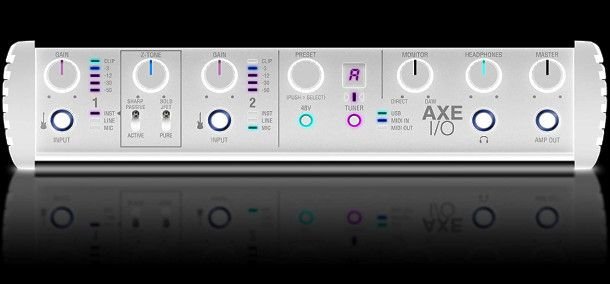 GAIN
Z-TONE
GAIN
PRESET
MONITOR
HEADPHONES
MASTER
CLIP
-3
-12
-30
-50
CLIP
-3
-12
-30
-50
A
(PUSH > SELECT)
DIRECT
DAW
1
SHARP
BOLD
PASSIVE
J-FET
2
48V
TUNER
AXE
I/O
INST
LINE
MIC
INST
LINE
MIC
USB
MIDI IN
MIDI OUT
INPUT
ACTIVE
PURE
INPUT
AMP OUT